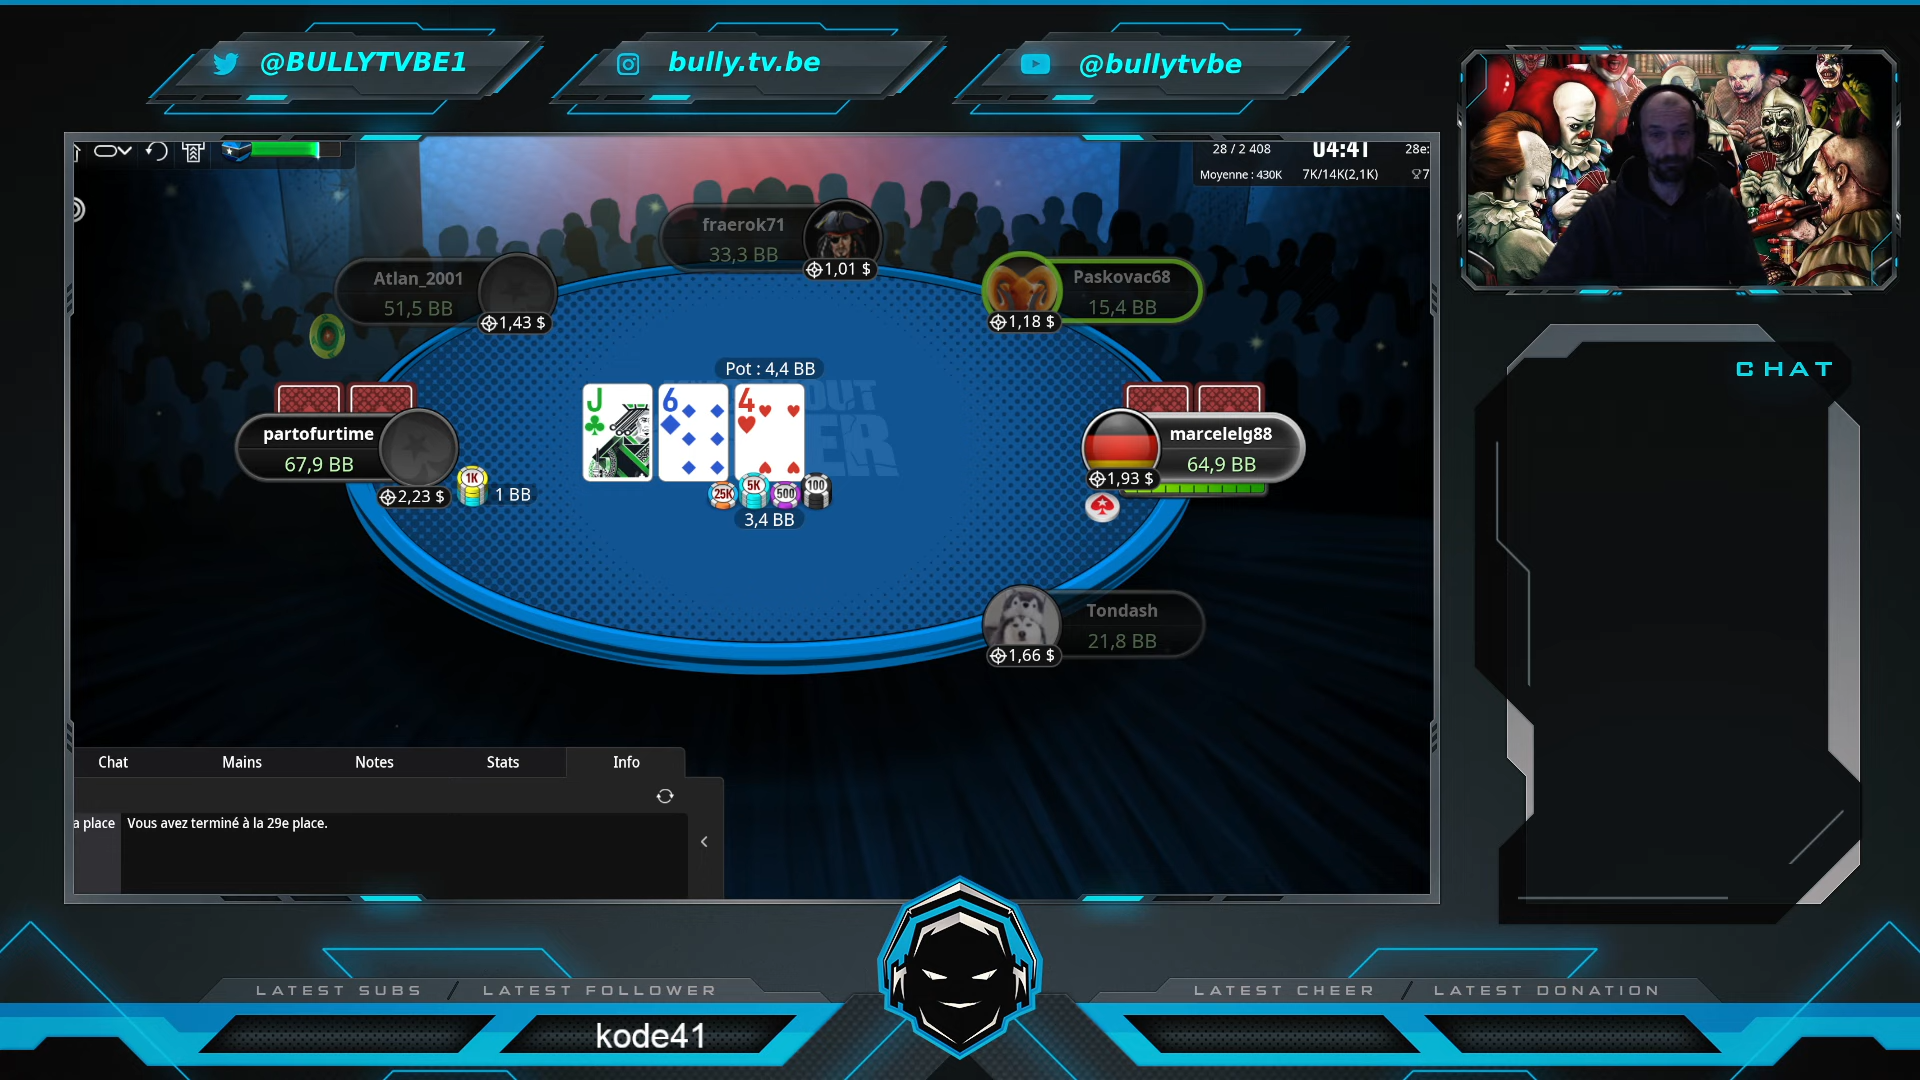 @BULLYTVBE1
bully.tv.be
@bullytvbe
28 / 2 408
04:41
28e:
Moyenne : 430K
7K/14K(2,1K)
7
fraerok71
33,3 BB
1,01 $
Atlan_2001
51,5 BB
1,43 $
Paskovac68
15,4 BB
1,18 $
Pot : 4,4 BB
J
6
4
partofurtime
67,9 BB
2,23 $
1K
1 BB
25K
5K
500
100
3,4 BB
marcelelg88
64,9 BB
1,93 $
Tondash
21,8 BB
1,66 $
CHAT
Chat
Mains
Notes
Stats
Info
a place
Vous avez terminé à la 29e place.
LATEST SUBS / LATEST FOLLOWER
LATEST CHEER / LATEST DONATION
kode41